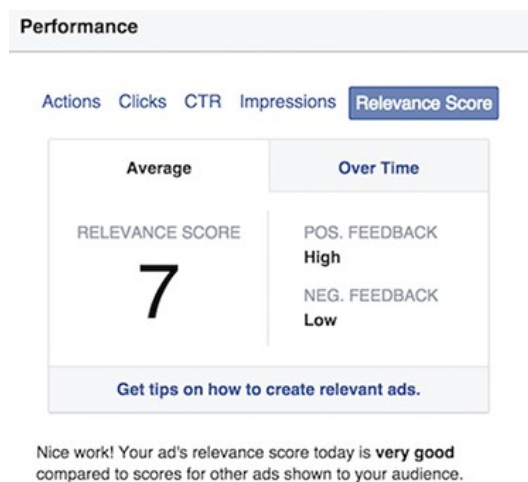 Performance
Actions Clicks CTR Impressions Relevance Score
Average Over Time
RELEVANCE SCORE
7
POS. FEEDBACK
High
NEG. FEEDBACK
Low
Get tips on how to create relevant ads.
Nice work! Your ad's relevance score today is very good
compared to scores for other ads shown to your audience.